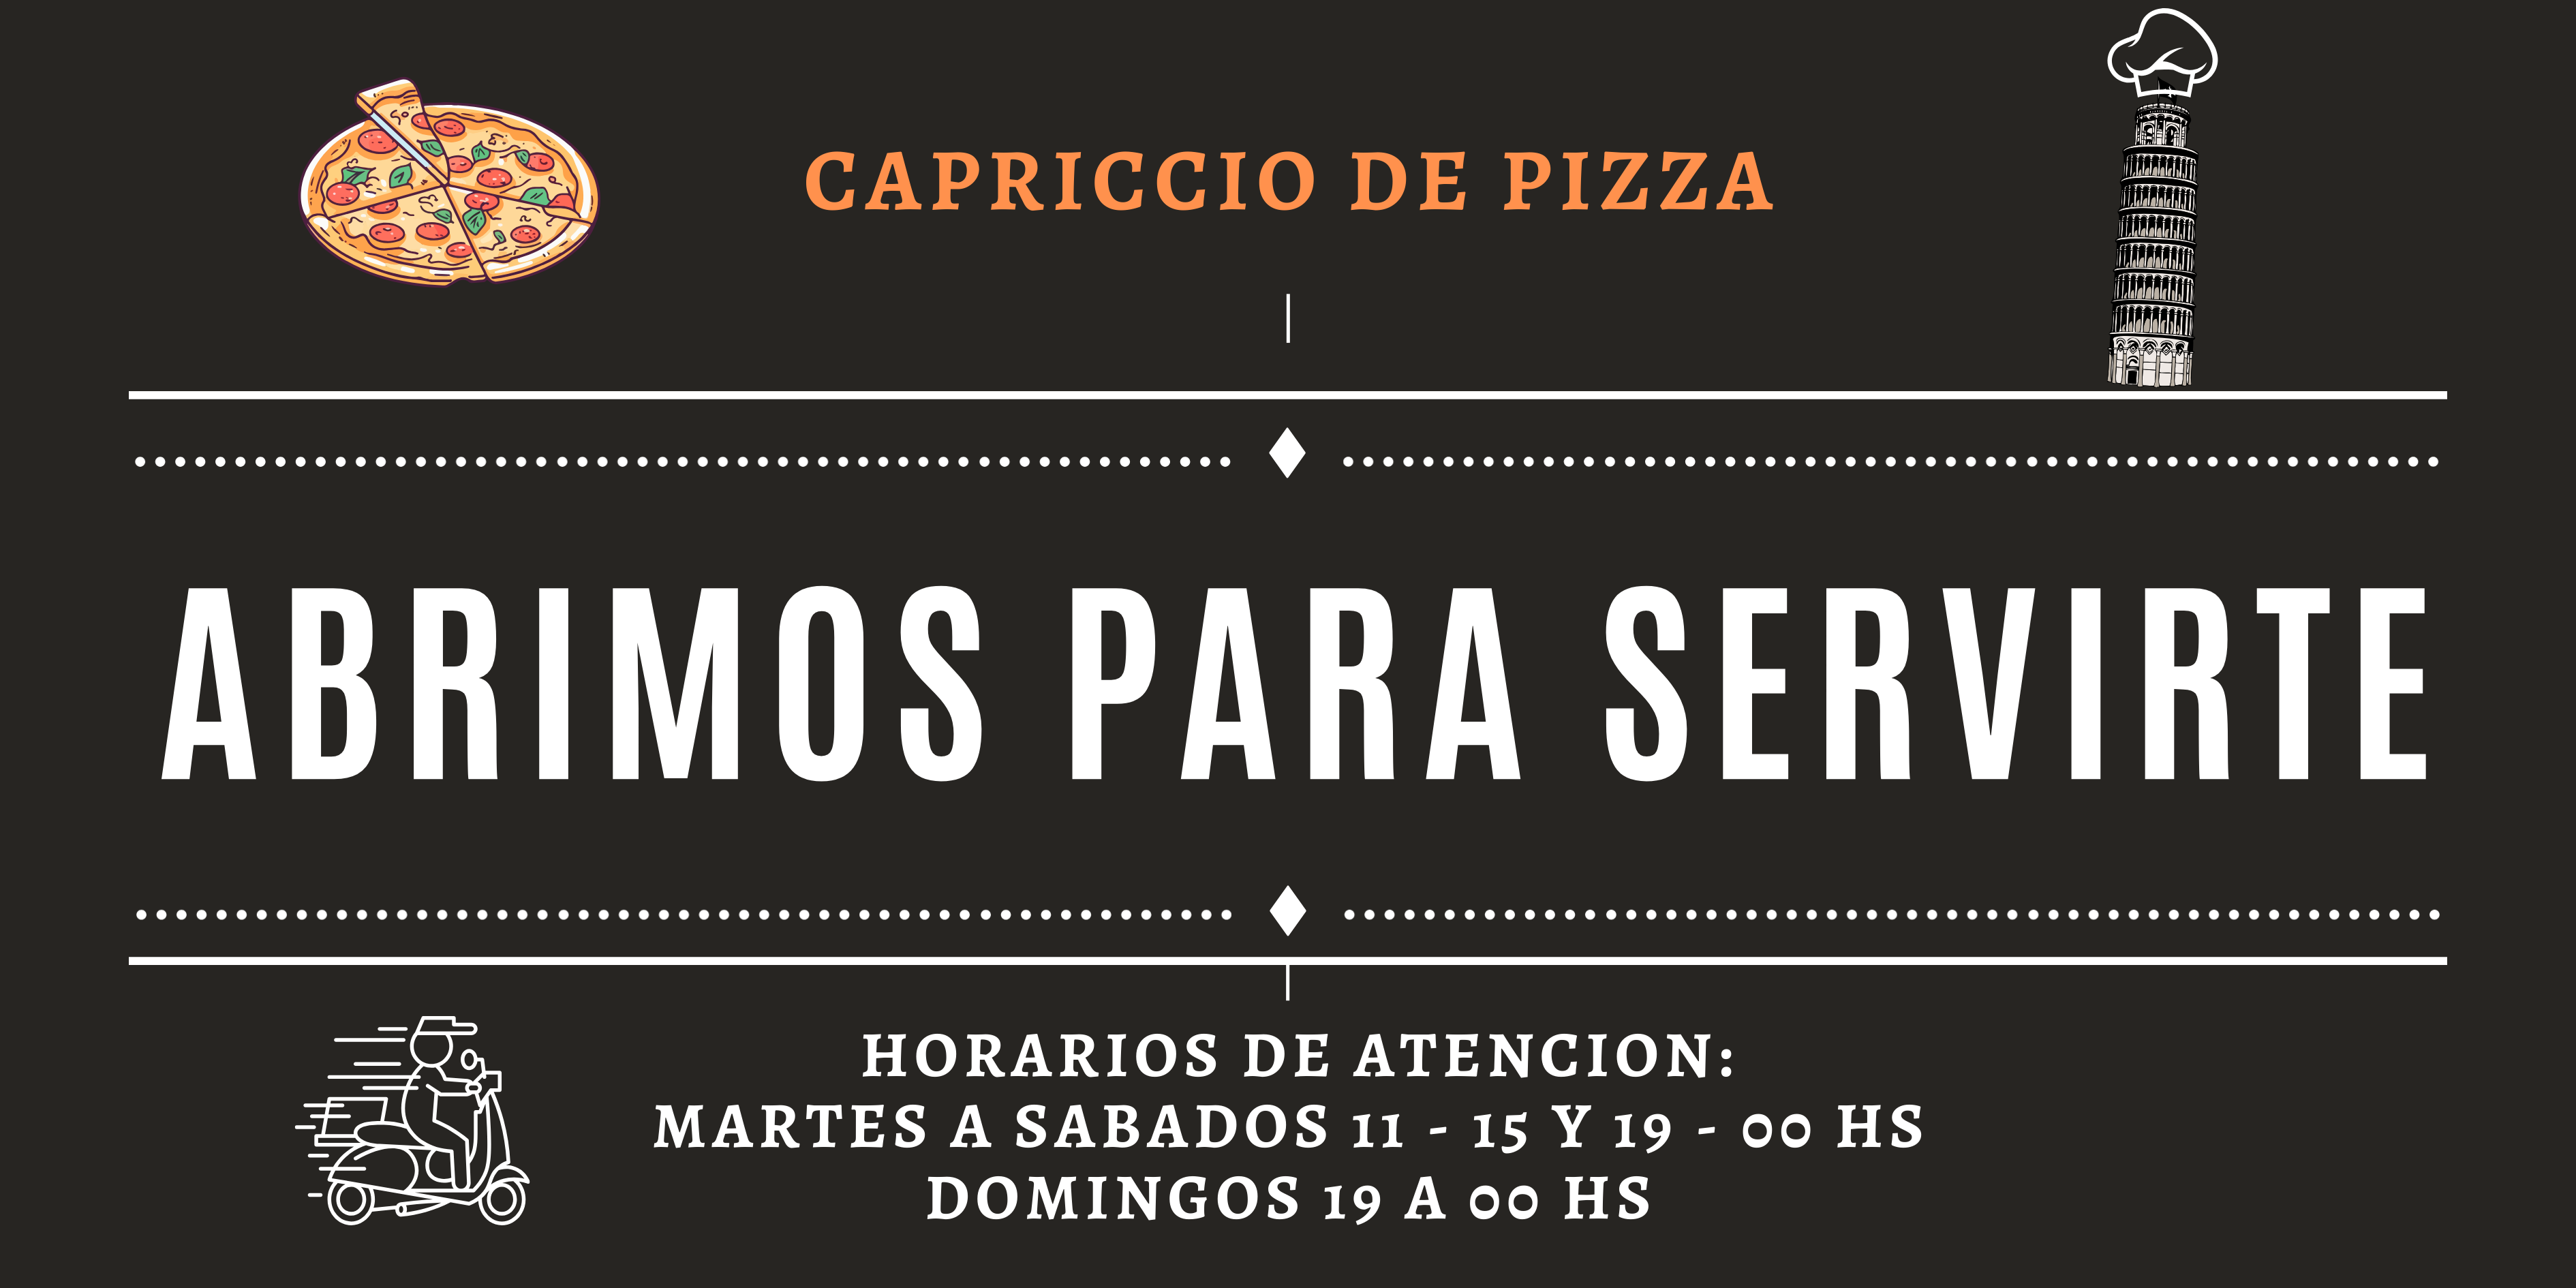 CAPRICCIO DE PIZZA
ABRIMOS PARA SERVIRTE
HORARIOS DE ATENCION:
MARTES A SABADOS 11 - 15 Y 19 - 00 HS
DOMINGOS 19 A 00 HS